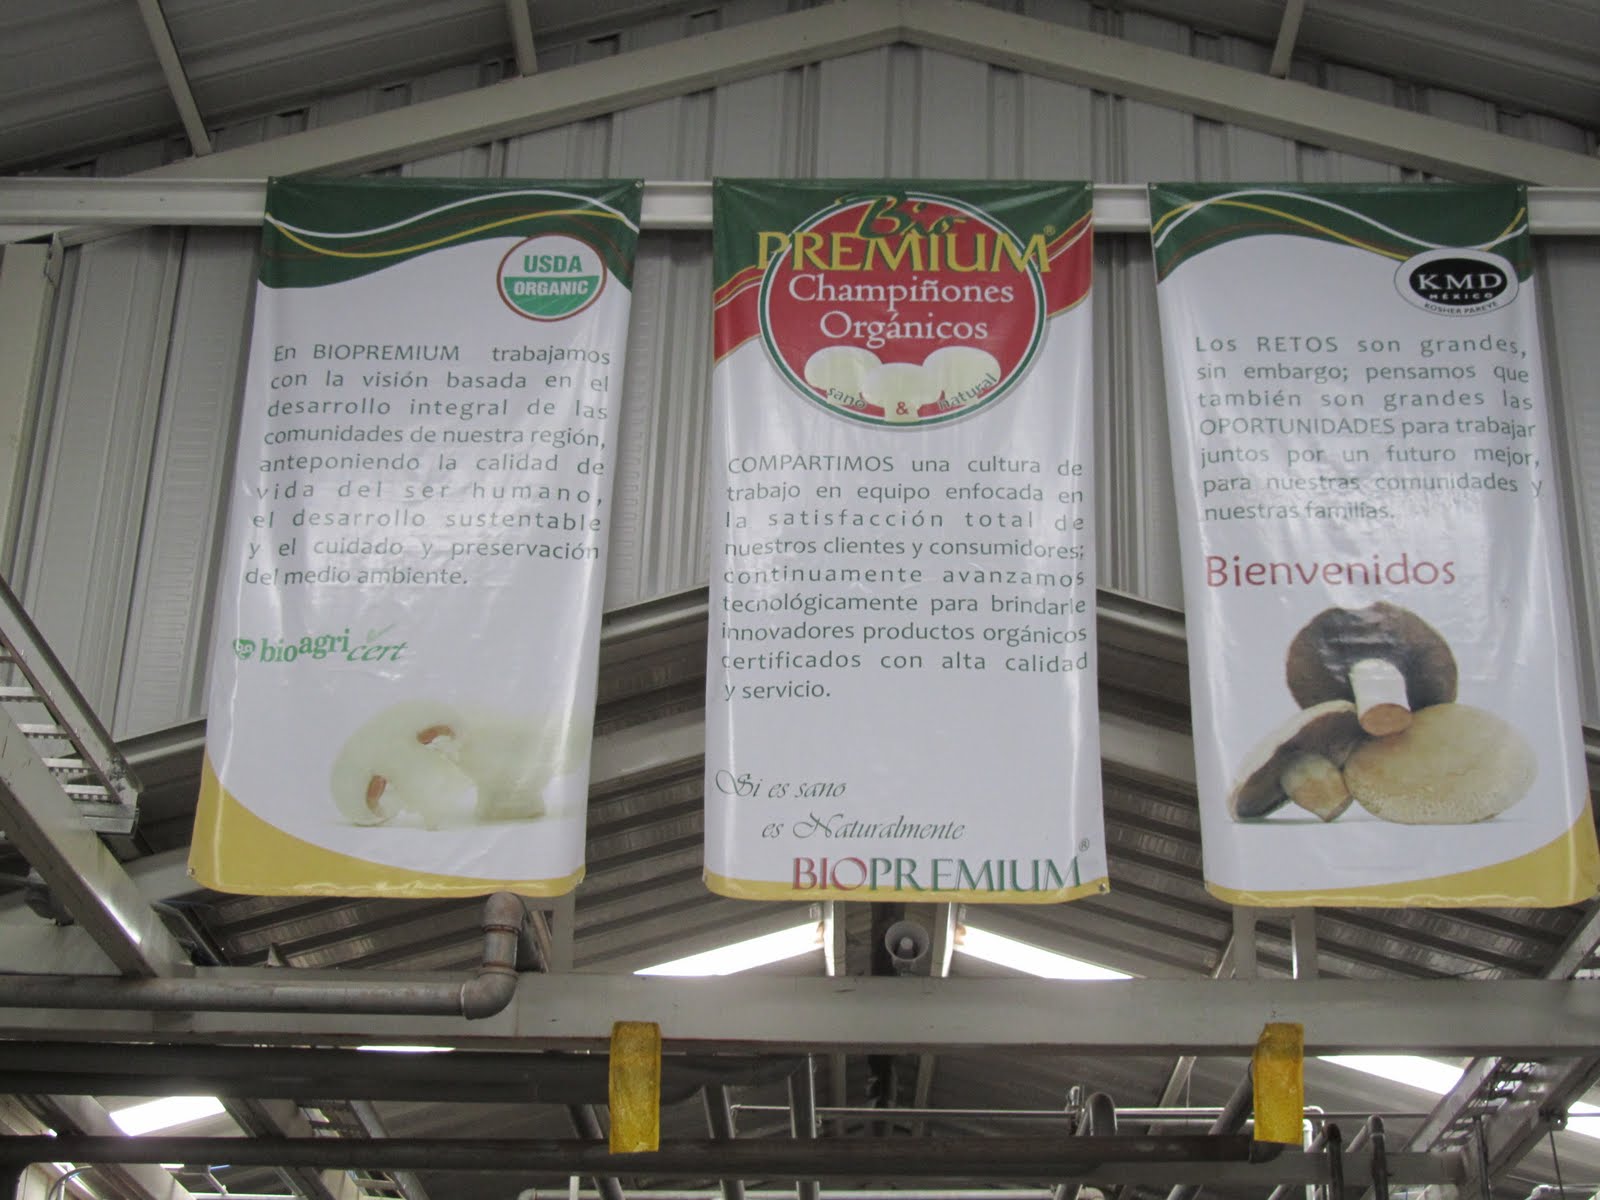 USDA
ORGANIC
En BIOPREMIUM trabajamos
con la visión basada en el
desarrollo integral de las
comunidades de nuestra región,
anteponiendo la calidad de
vida del ser humano,
el desarrollo sustentable
y el cuidado y preservación
del medio ambiente.
bioagricert
Bio
PREMIUM®
Champiñones
Orgánicos
sano & natural
COMPARTIMOS una cultura de
trabajo en equipo enfocada en
la satisfacción total de
nuestros clientes y consumidores;
continuamente avanzamos
tecnológicamente para brindarle
innovadores productos orgánicos
certificados con alta calidad
y servicio.
Si es sano
es Naturalmente
BIOPREMIUM®
KMD
MÉXICO
KOSHER PAREVE
Los RETOS son grandes,
sin embargo; pensamos que
también son grandes las
OPORTUNIDADES para trabajar
juntos por un futuro mejor,
para nuestras comunidades y
nuestras familias.
Bienvenidos